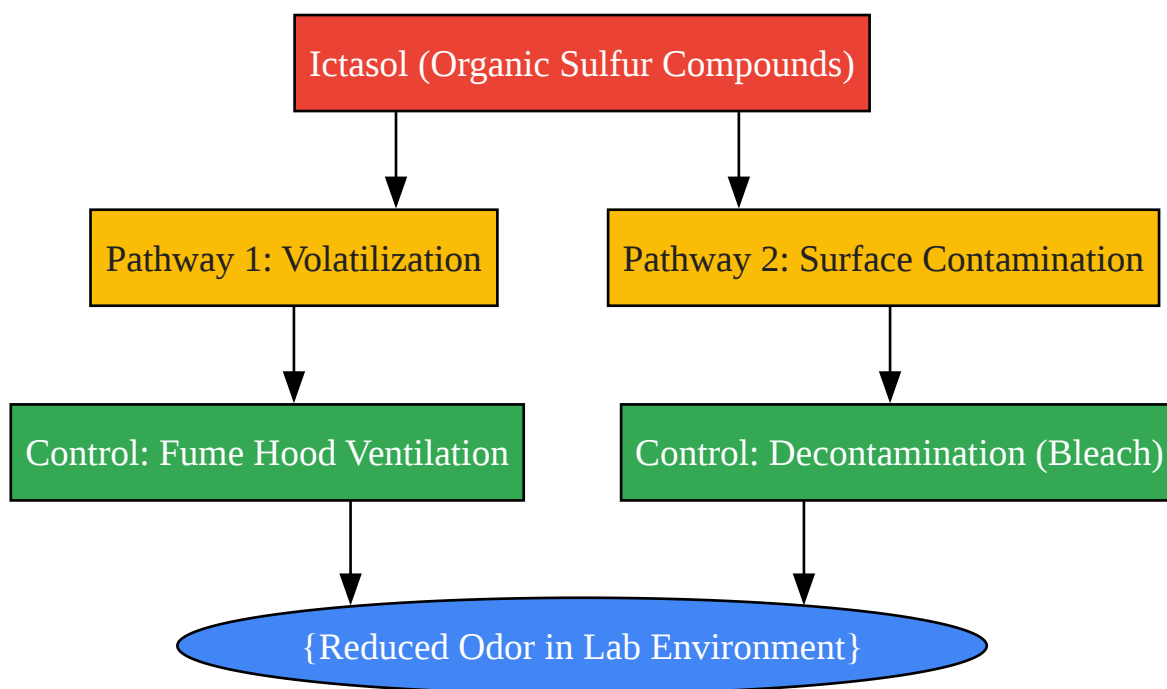 Ictasol (Organic Sulfur Compounds)
Pathway 1: Volatilization
Pathway 2: Surface Contamination
Control: Fume Hood Ventilation
Control: Decontamination (Bleach)
{Reduced Odor in Lab Environment}